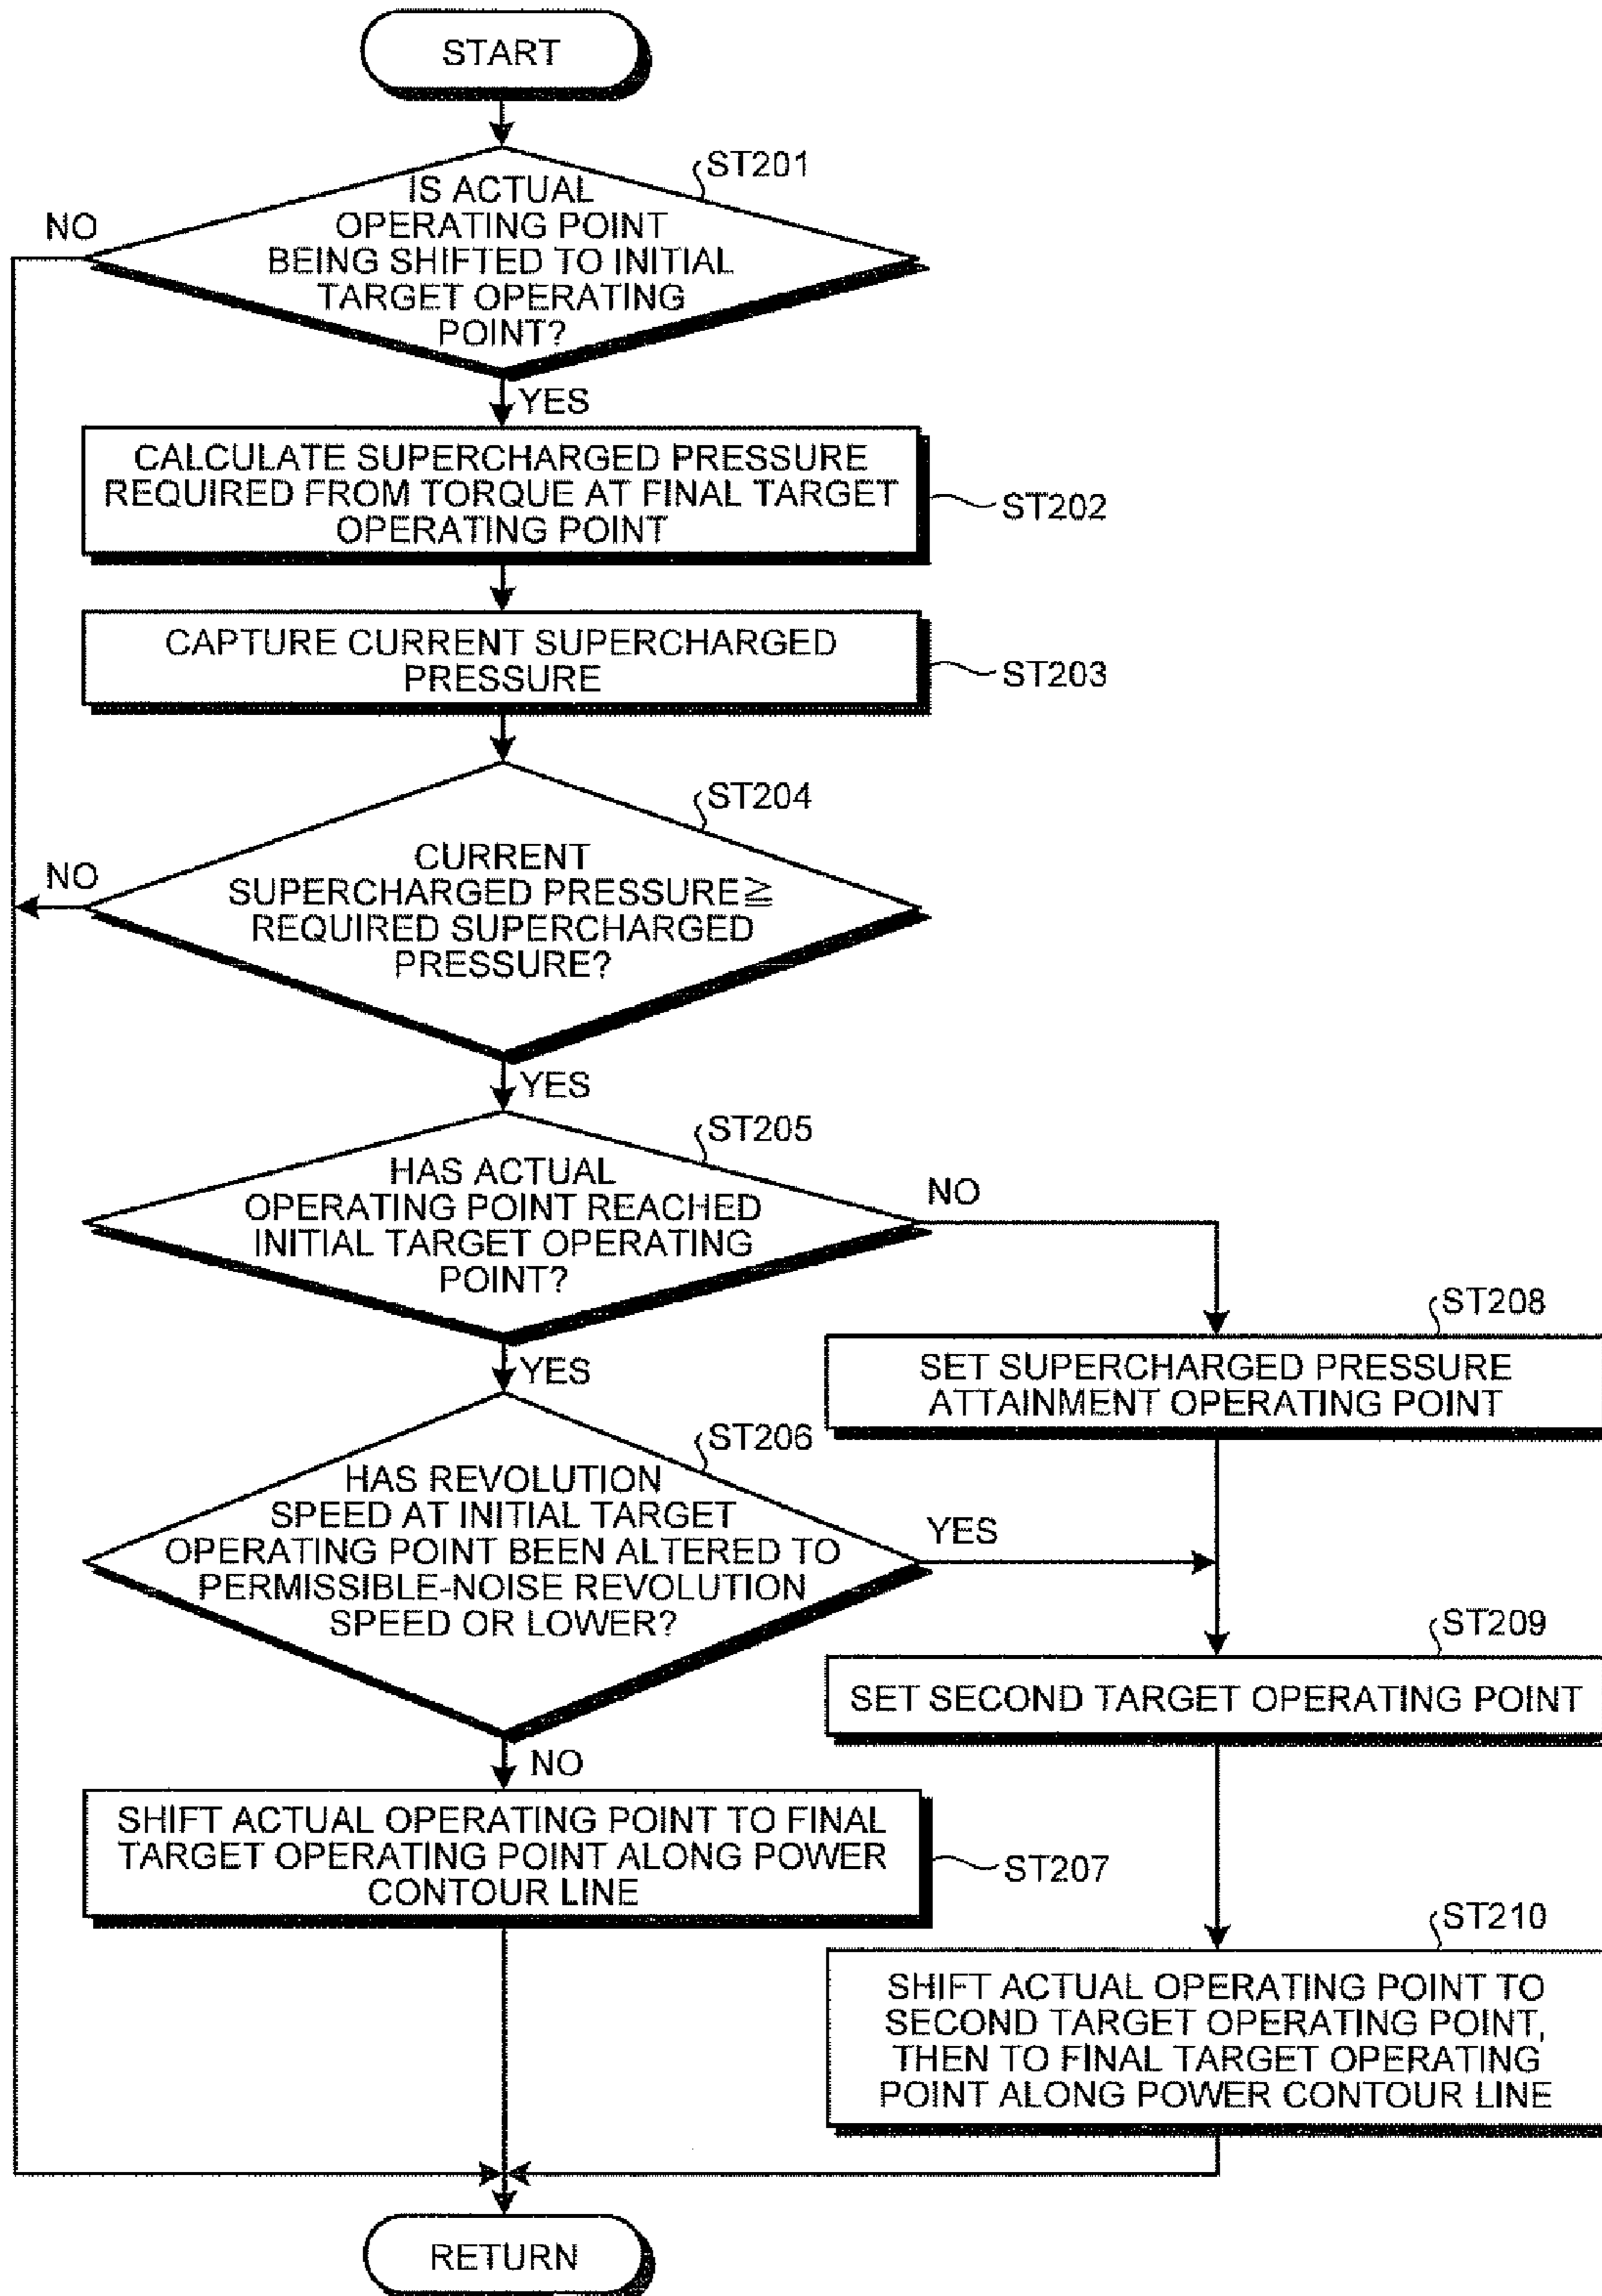 START
ST201
IS ACTUAL
OPERATING POINT
BEING SHIFTED TO INITIAL
TARGET OPERATING
POINT?
NO
YES
CALCULATE SUPERCHARGED PRESSURE
REQUIRED FROM TORQUE AT FINAL TARGET
OPERATING POINT
ST202
CAPTURE CURRENT SUPERCHARGED
PRESSURE
ST203
ST204
CURRENT
SUPERCHARGED PRESSURE≧
REQUIRED SUPERCHARGED
PRESSURE?
NO
YES
ST205
HAS ACTUAL
OPERATING POINT REACHED
INITIAL TARGET OPERATING
POINT?
NO
YES
ST208
SET SUPERCHARGED PRESSURE
ATTAINMENT OPERATING POINT
ST206
HAS REVOLUTION
SPEED AT INITIAL TARGET
OPERATING POINT BEEN ALTERED TO
PERMISSIBLE-NOISE REVOLUTION
SPEED OR LOWER?
YES
NO
ST209
SET SECOND TARGET OPERATING POINT
SHIFT ACTUAL OPERATING POINT TO FINAL
TARGET OPERATING POINT ALONG POWER
CONTOUR LINE
ST207
ST210
SHIFT ACTUAL OPERATING POINT TO
SECOND TARGET OPERATING POINT,
THEN TO FINAL TARGET OPERATING
POINT ALONG POWER CONTOUR LINE
RETURN